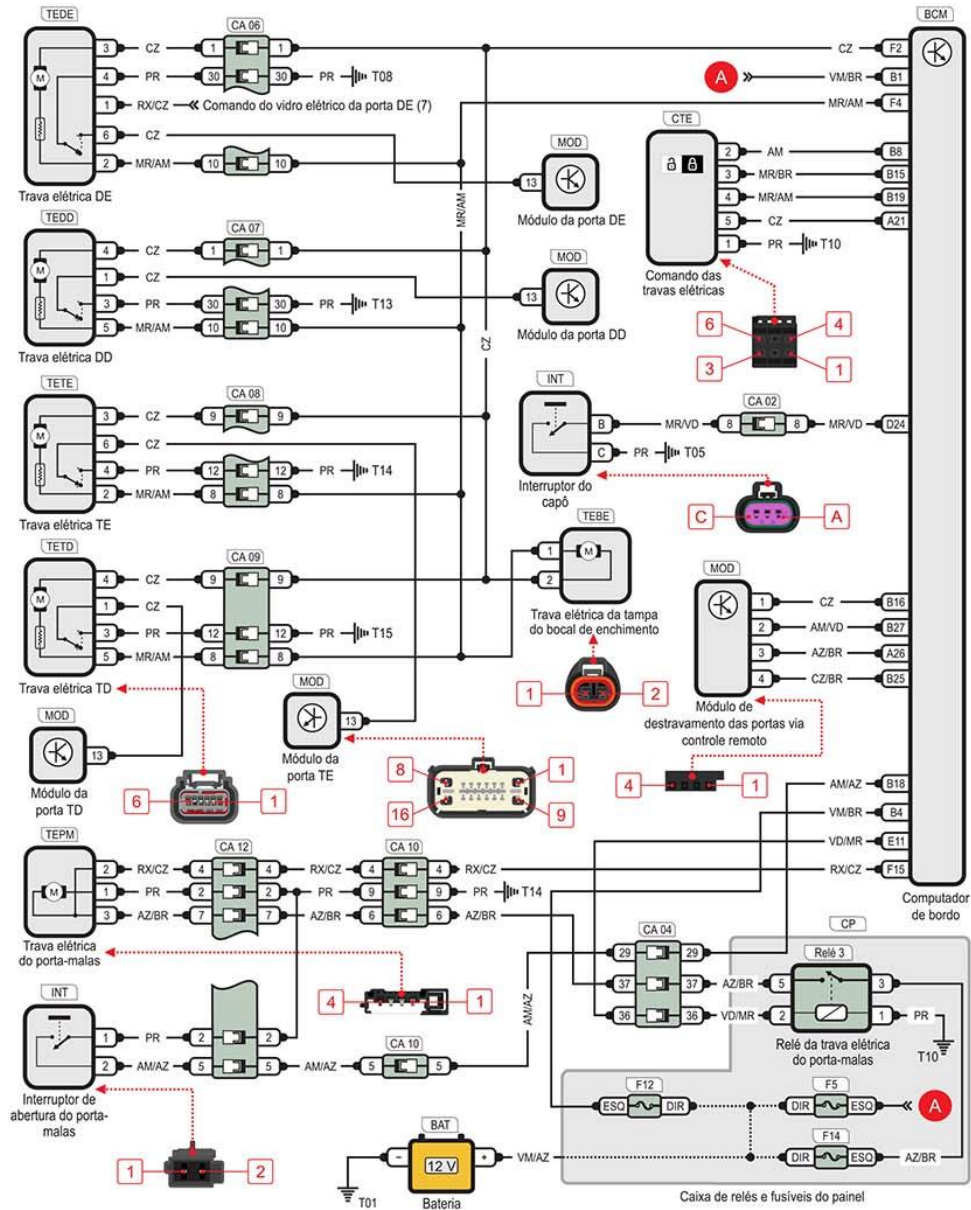 TEDE
3 CZ 1 CA 06 1
4 PR 30 30 PR T08
1 RX/CZ Comando do vidro elétrico da porta DE (7)
6 CZ
2 MR/AM 10 10
M
Trava elétrica DE
BCM
CZ F2
A VM/BR B1
MR/AM F4
CTE
2 AM B8
3 MR/BR B15
4 MR/AM B19
5 CZ A21
1 PR T10
Comando das
travas elétricas
6 4
3 1
MOD
13
Módulo da porta DE
MR/AM
TEDD
4 CZ 1 CA 07 1
1 CZ
3 PR 30 30 PR T13
5 MR/AM 10 10
M
Trava elétrica DD
MOD
13
Módulo da porta DD
CZ
TETE
3 CZ 9 CA 08 9
6 CZ
4 PR 12 12 PR T14
2 MR/AM 8 8
M
Trava elétrica TE
INT
B MR/VD 8 CA 02 8 MR/VD D24
C PR T05
Interruptor do
capô
C A
TETD
4 CZ 9 CA 09 9
1 CZ
3 PR 12 12 PR T15
5 MR/AM 8 8
M
Trava elétrica TD
TEBE
1 M
2
Trava elétrica da tampa
do bocal de enchimento
1 2
MOD
1 CZ B16
2 AM/VD B27
3 AZ/BR A26
4 CZ/BR B25
Módulo de
destravamento das portas via
controle remoto
4 1
MOD
13
Módulo da
porta TD
6 1
MOD
13
Módulo da
porta TE
8 1
16 9
AM/AZ B18
VM/BR B4
VD/MR E11
RX/CZ F15
Computador
de bordo
TEPM
CA 12 CA 10
2 RX/CZ 4 4 RX/CZ 4 4 RX/CZ
1 PR 2 2 PR 9 9 PR T14
3 AZ/BR 7 7 AZ/BR 6 6 AZ/BR
M
Trava elétrica
do porta-malas
4 1
INT
1 PR 2 2
2 AM/AZ 5 5 AM/AZ 5 CA 10 5
Interruptor de
abertura do porta-
malas
1 2
AM/AZ
CA 04
29 29
37 37 AZ/BR 5
36 36 VD/MR 2
CP
Relé 3
3
1 PR
T10
Relé da trava elétrica
do porta-malas
F12
ESQ DIR
F5
DIR ESQ A
F14
DIR ESQ AZ/BR
BAT
- 12 V + VM/AZ
T01 Bateria
Caixa de relés e fusíveis do painel